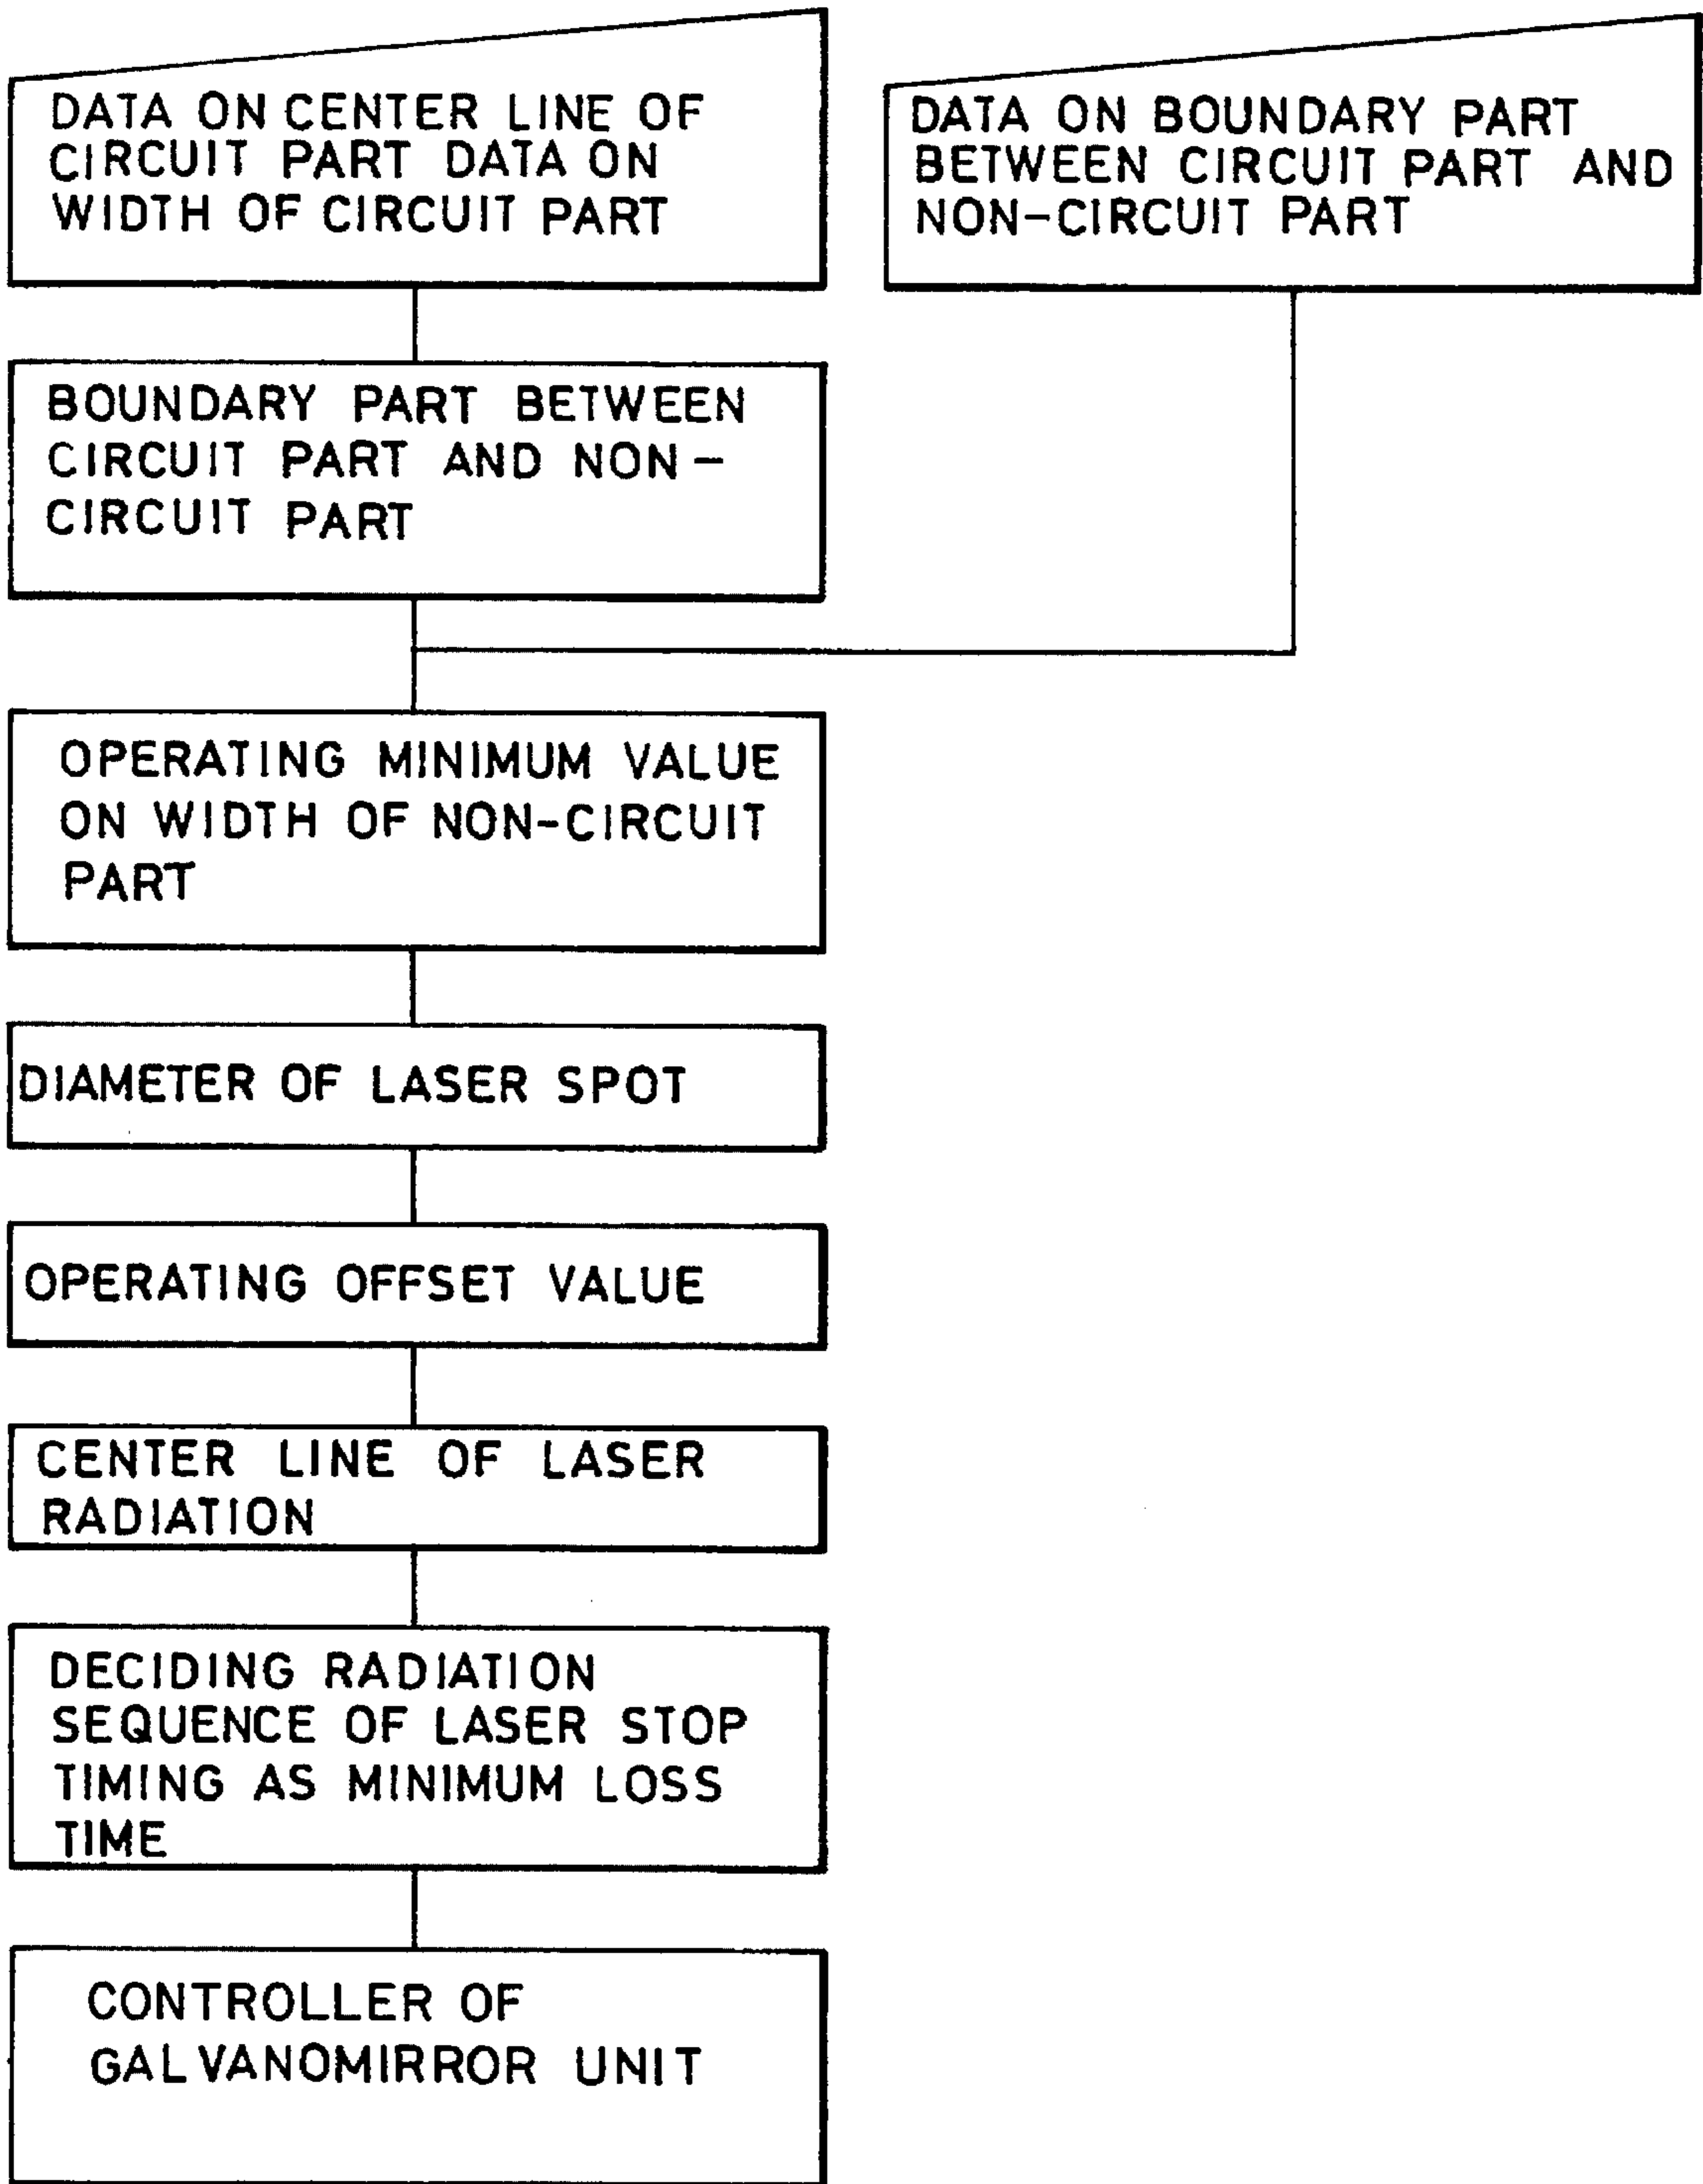 DATA ON CENTER LINE OF
CIRCUIT PART DATA ON
WIDTH OF CIRCUIT PART
DATA ON BOUNDARY PART
BETWEEN CIRCUIT PART AND
NON-CIRCUIT PART
BOUNDARY PART BETWEEN
CIRCUIT PART AND NON-
CIRCUIT PART
OPERATING MINIMUM VALUE
ON WIDTH OF NON-CIRCUIT
PART
DIAMETER OF LASER SPOT
OPERATING OFFSET VALUE
CENTER LINE OF LASER
RADIATION
DECIDING RADIATION
SEQUENCE OF LASER STOP
TIMING AS MINIMUM LOSS
TIME
CONTROLLER OF
GALVANOMIRROR UNIT